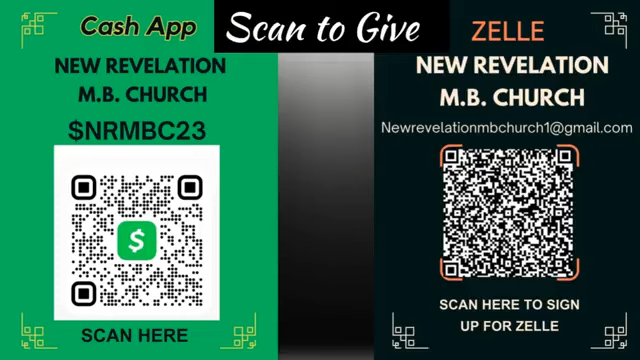 Scan to Give
Cash App
NEW REVELATION
M.B. CHURCH
$NRMBC23
$
SCAN HERE
ZELLE
NEW REVELATION
M.B. CHURCH
Newrevelationmbchurch1@gmail.com
SCAN HERE TO SIGN
UP FOR ZELLE